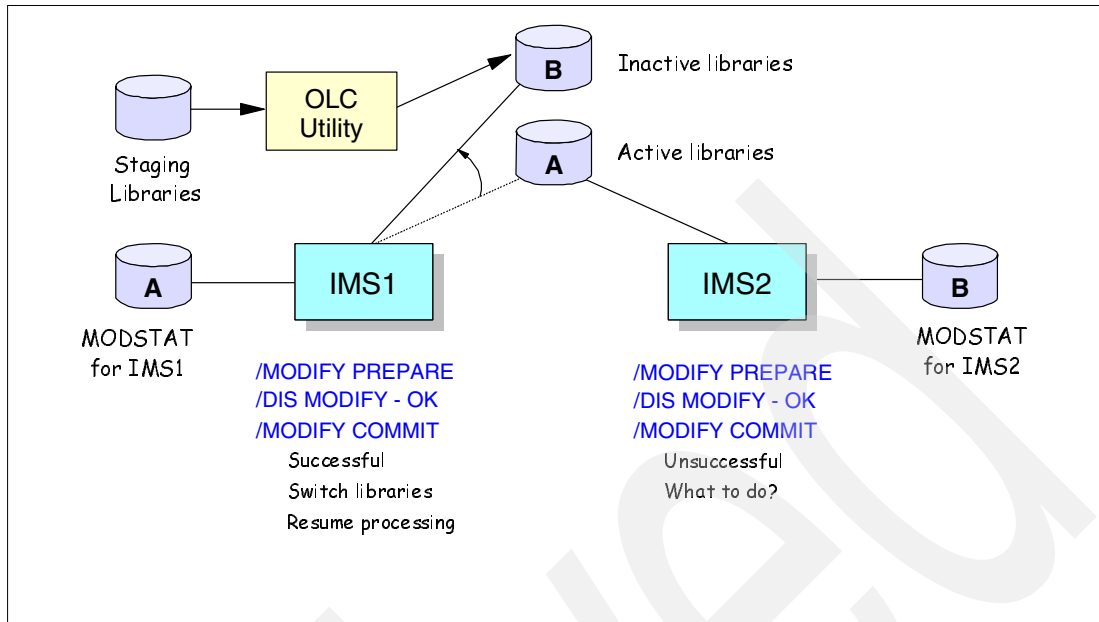 B
Inactive libraries
OLC
Utility
A
Active libraries
Staging
Libraries
A
IMS1
IMS2
B
MODSTAT
for IMS1
MODSTAT
for IMS2
/MODIFY PREPARE
/DIS MODIFY - OK
/MODIFY COMMIT
Successful
Switch libraries
Resume processing
/MODIFY PREPARE
/DIS MODIFY - OK
/MODIFY COMMIT
Unsuccessful
What to do?